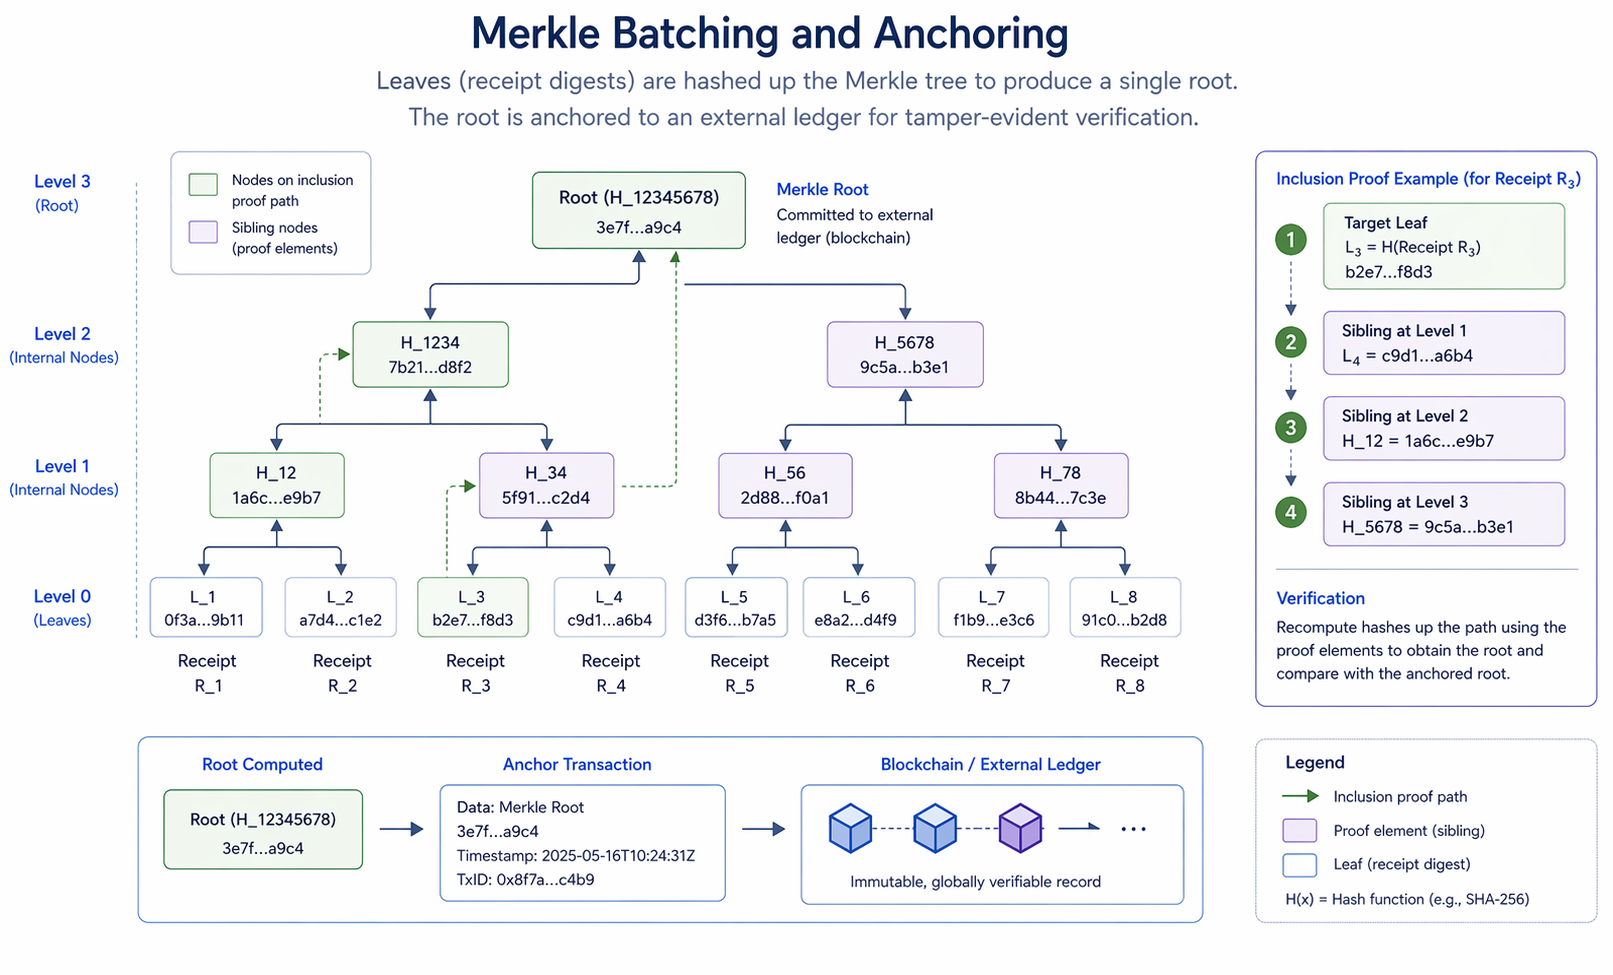 Merkle Batching and Anchoring
Leaves (receipt digests) are hashed up the Merkle tree to produce a single root.
The root is anchored to an external ledger for tamper-evident verification.
Level 3
(Root)
Nodes on inclusion
proof path
Sibling nodes
(proof elements)
Root (H_12345678)
3e7f...a9c4
Merkle Root
Committed to external
ledger (blockchain)
Level 2
(Internal Nodes)
H_1234
7b21...d8f2
H_5678
9c5a...b3e1
Level 1
(Internal Nodes)
H_12
1a6c...e9b7
H_34
5f91...c2d4
H_56
2d88...f0a1
H_78
8b44...7c3e
Level 0
(Leaves)
L_1
0f3a...9b11
L_2
a7d4...c1e2
L_3
b2e7...f8d3
L_4
c9d1...a6b4
L_5
d3f6...b7a5
L_6
e8a2...d4f9
L_7
f1b9...e3c6
L_8
91c0...b2d8
Receipt
R_1
Receipt
R_2
Receipt
R_3
Receipt
R_4
Receipt
R_5
Receipt
R_6
Receipt
R_7
Receipt
R_8
Inclusion Proof Example (for Receipt R₃)
1
Target Leaf
L₃ = H(Receipt R₃)
b2e7...f8d3
2
Sibling at Level 1
L₄ = c9d1...a6b4
3
Sibling at Level 2
H_12 = 1a6c...e9b7
4
Sibling at Level 3
H_5678 = 9c5a...b3e1
Verification
Recompute hashes up the path using the
proof elements to obtain the root and
compare with the anchored root.
Root Computed
Root (H_12345678)
3e7f...a9c4
Anchor Transaction
Data: Merkle Root
3e7f...a9c4
Timestamp: 2025-05-16T10:24:31Z
TxID: 0x8f7a...c4b9
Blockchain / External Ledger
...
Immutable, globally verifiable record
Legend
Inclusion proof path
Proof element (sibling)
Leaf (receipt digest)
H(x) = Hash function (e.g., SHA-256)